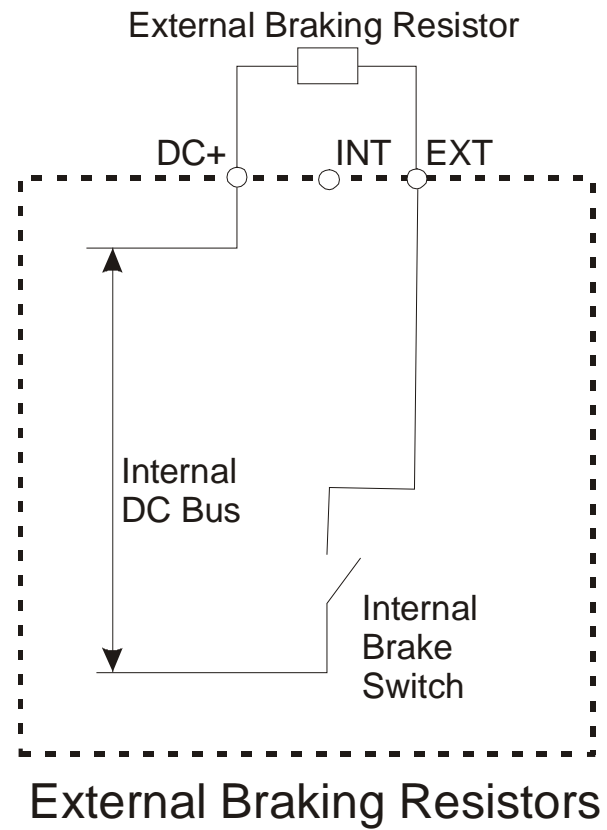 External Braking Resistor
DC+ INT EXT
Internal
DC Bus
Internal
Brake
Switch
External Braking Resistors